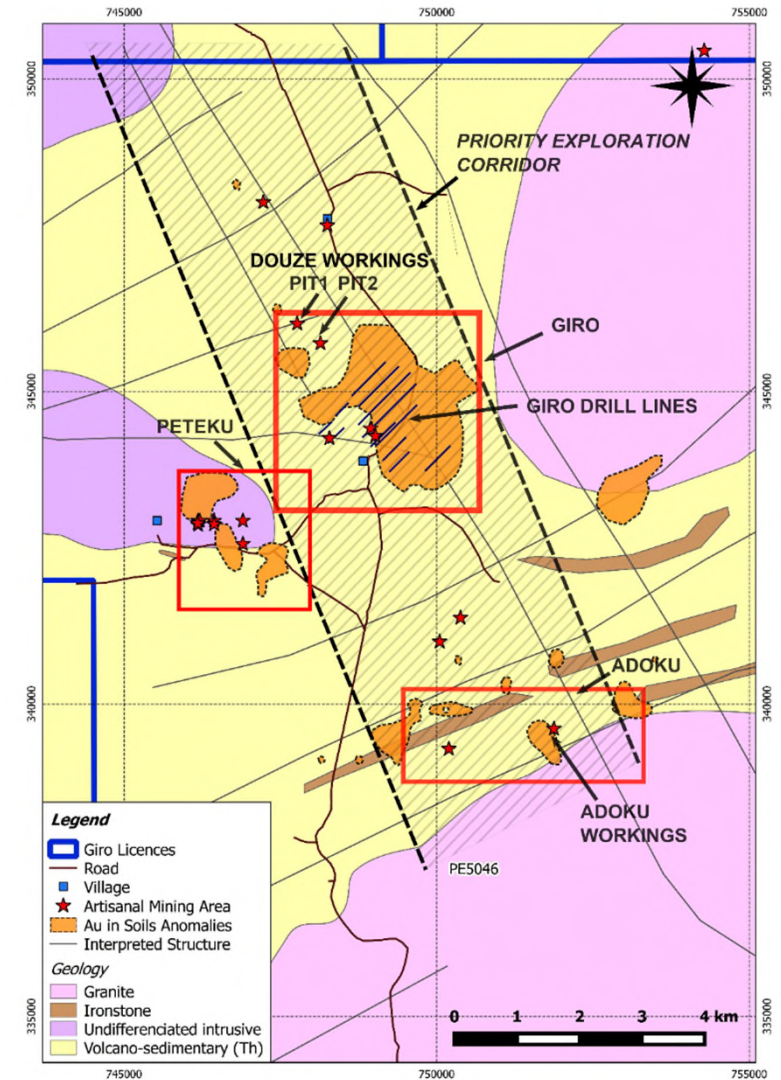 745000
750000
755000
350000
350000
PRIORITY EXPLORATION
CORRIDOR
DOUZE WORKINGS
PIT1 PIT2
GIRO
345000
345000
GIRO DRILL LINES
PETEKU
ADOKU
340000
340000
ADOKU
WORKINGS
PE5046
Legend
Giro Licences
Road
Village
Artisanal Mining Area
Au in Soils Anomalies
Interpreted Structure
Geology
Granite
Ironstone
Undifferenciated intrusive
Volcano-sedimentary (Th)
335000
335000
0 1 2 3 4 km
745000
750000
755000